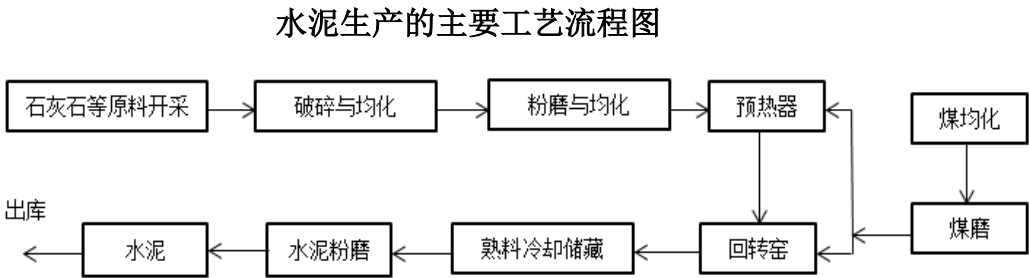 水泥生产的主要工艺流程图
石灰石等原料开采
破碎与均化
粉磨与均化
预热器
煤均化
煤磨
回转窑
熟料冷却储藏
水泥粉磨
水泥
出库